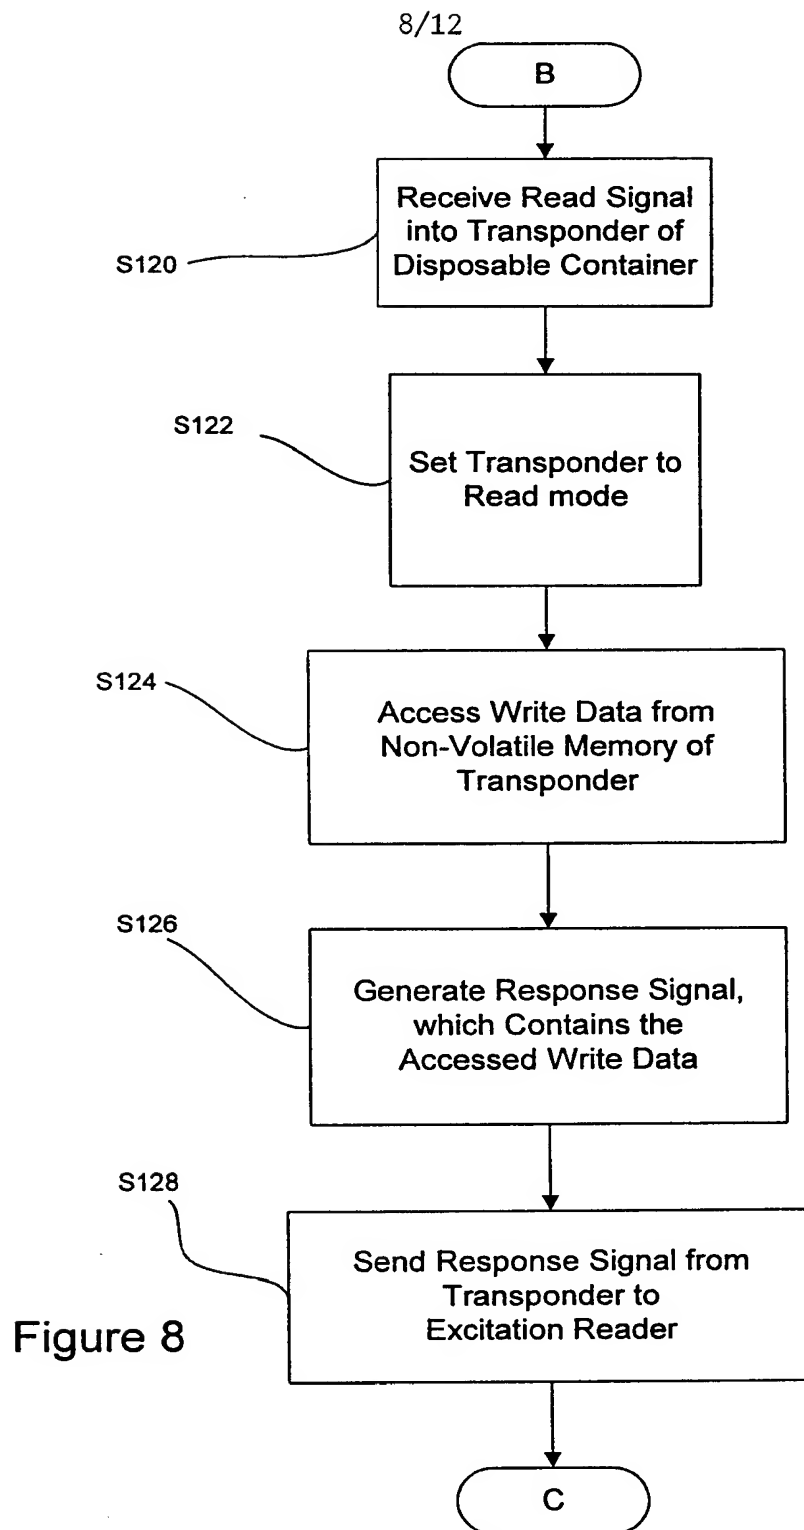 8/12
B
Receive Read Signal
into Transponder of
Disposable Container
S120
S122
Set Transponder to
Read mode
S124
Access Write Data from
Non-Volatile Memory of
Transponder
S126
Generate Response Signal,
which Contains the
Accessed Write Data
S128
Send Response Signal from
Transponder to
Excitation Reader
Figure 8
C